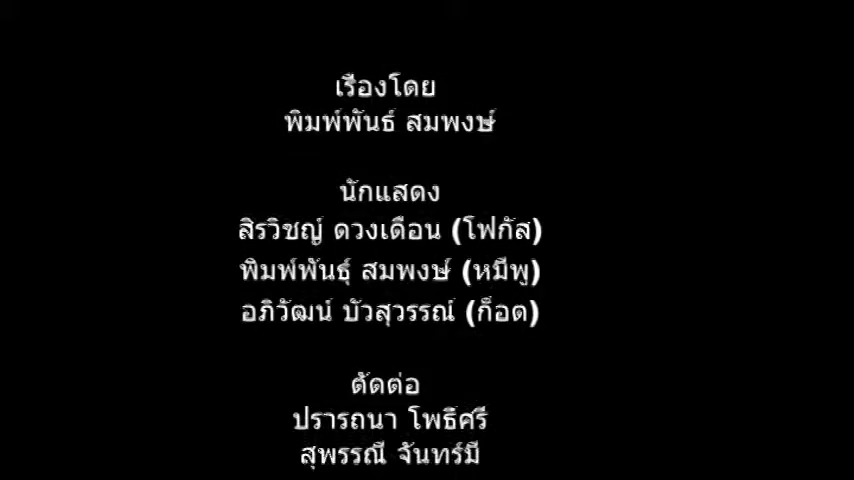 เรื่องโดย
พิมพ์พันธ์ สมพงษ์
นักแสดง
สิรวิชญ์ ดวงเดือน (โฟกัส)
พิมพ์พันธุ์ สมพงษ์ (หมีพู)
อภิวัฒน์ บัวสุวรรณ์ (ก็อด)
ตัดต่อ
ปรารถนา โพธิ์ศรี
สุพรรณี จันทร์มี